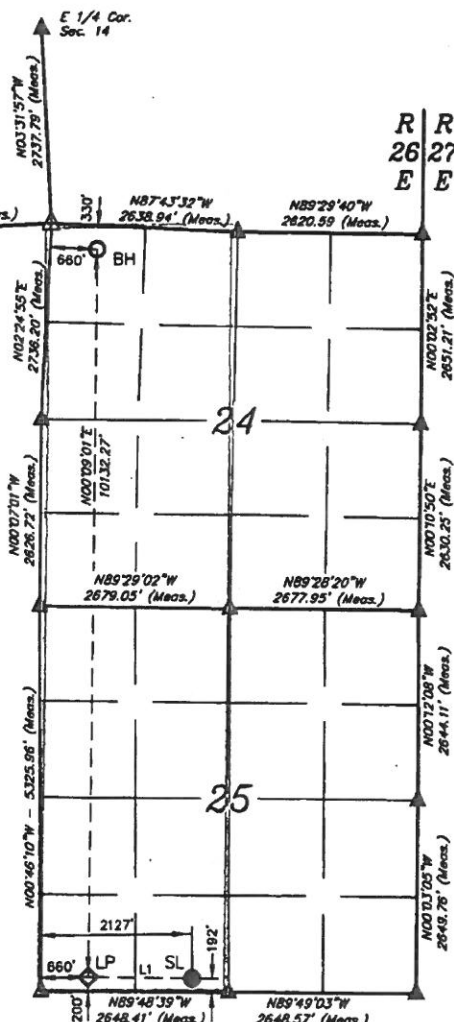 E 1/4 Cor.
Sec. 14
N03°31'57"W
2737.79' (Meas.)
R R
26 27
E E
s.)
330'
N87°43'32"W
2638.94' (Meas.)
N89°29'40"W
2620.59 (Meas.)
660'
BH
N02°24'55"E
2736.20' (Meas.)
N00°02'52"E
2651.21' (Meas.)
24
N00°09'01"E
10132.27'
N00°07'01"W
2626.72' (Meas.)
N00°10'50"E
2630.25' (Meas.)
N89°29'02"W
2679.05' (Meas.)
N89°28'20"W
2677.95' (Meas.)
N00°46'10"W - 5325.96' (Meas.)
N00°12'08"W
2644.11' (Meas.)
25
N00°03'05"W
2649.76' (Meas.)
2127'
192'
660'
LP
L1
SL
200'
N89°48'39"W
2648.41' (Meas.)
N89°49'03"W
2648.57' (Meas.)